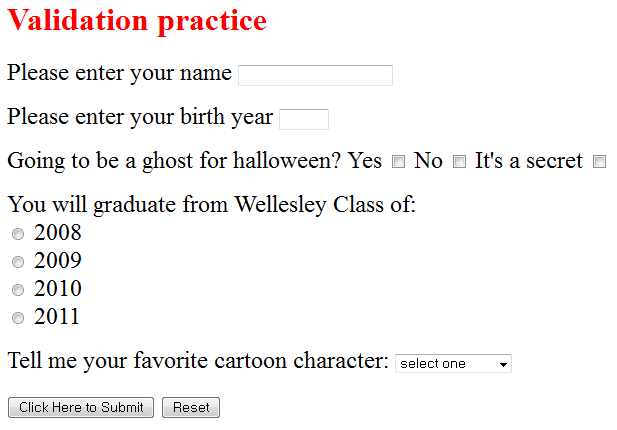 Validation practice
Please enter your name
Please enter your birth year
Going to be a ghost for halloween? Yes No It's a secret
You will graduate from Wellesley Class of:
2008
2009
2010
2011
Tell me your favorite cartoon character: select one
Click Here to Submit Reset